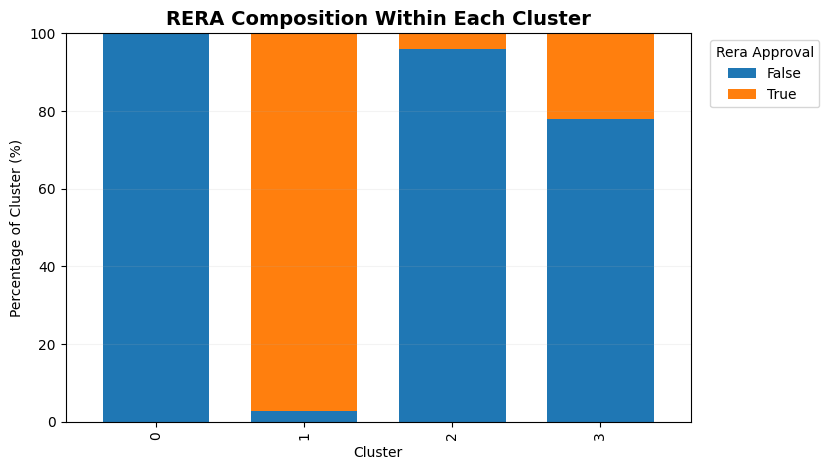 RERA Composition Within Each Cluster
Percentage of Cluster (%)
100
80
60
40
20
0
0
1
2
3
Cluster
Rera Approval
False
True